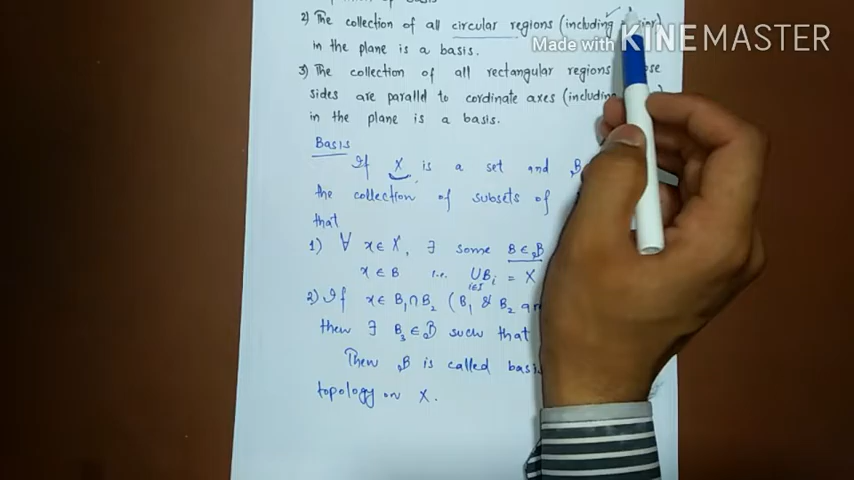 2) The collection of all circular regions (including
in the plane is a basis.
Made with KINEMASTER
3) The collection of all rectangular regions
sides are paralld to cordinate axes (including
in the plane is a basis.
Basis
If X is a set and B
the collection of subsets of
that
1) ∀ x ∈ X, ∃ some B ∈ B
x ∈ B i.e. ∪ Bi = X
i∈I
2) If x ∈ B1 ∩ B2 (B1 & B2
then ∃ B3 ∈ B such that
Then B is called
topology on X.